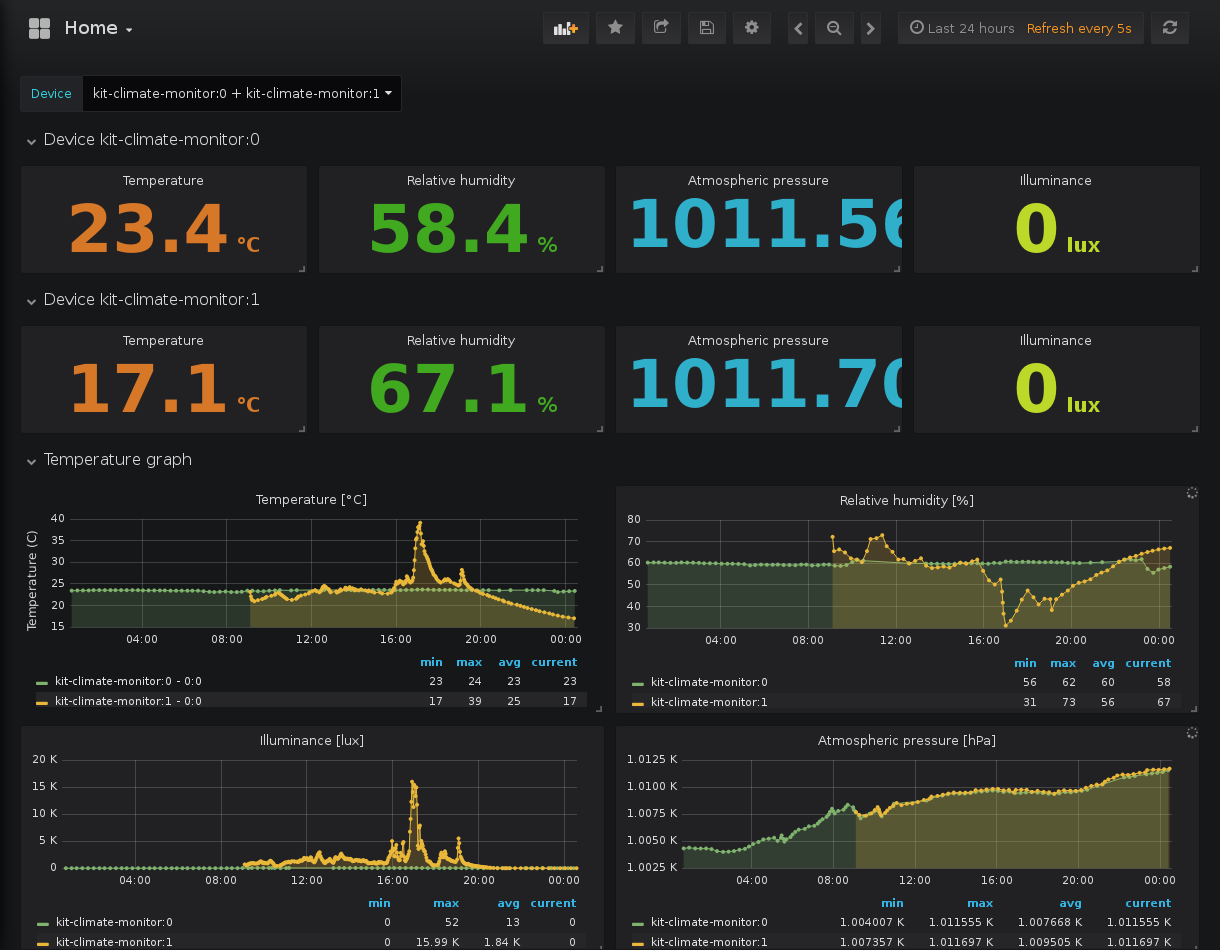 Home
Last 24 hours Refresh every 5s
Device kit-climate-monitor:0 + kit-climate-monitor:1
Device kit-climate-monitor:0
Temperature Relative humidity Atmospheric pressure Illuminance
23.4 °C 58.4 % 1011.56 0 lux
Device kit-climate-monitor:1
Temperature Relative humidity Atmospheric pressure Illuminance
17.1 °C 67.1 % 1011.70 0 lux
Temperature graph
Temperature [°C]
Temperature (C)
40
35
30
25
20
15
04:00 08:00 12:00 16:00 20:00 00:00
min max avg current
kit-climate-monitor:0 - 0:0 23 24 23 23
kit-climate-monitor:1 - 0:0 17 39 25 17
Relative humidity [%]
80
70
60
50
40
30
04:00 08:00 12:00 16:00 20:00 00:00
min max avg current
kit-climate-monitor:0 56 62 60 58
kit-climate-monitor:1 31 73 56 67
Illuminance [lux]
20 K
15 K
10 K
5 K
0
04:00 08:00 12:00 16:00 20:00 00:00
min max avg current
kit-climate-monitor:0 0 52 13 0
kit-climate-monitor:1 0 15.99 K 1.84 K 0
Atmospheric pressure [hPa]
1.0125 K
1.0100 K
1.0075 K
1.0050 K
1.0025 K
04:00 08:00 12:00 16:00 20:00 00:00
min max avg current
kit-climate-monitor:0 1.004007 K 1.011555 K 1.007668 K 1.011555 K
kit-climate-monitor:1 1.007357 K 1.011697 K 1.009505 K 1.011697 K